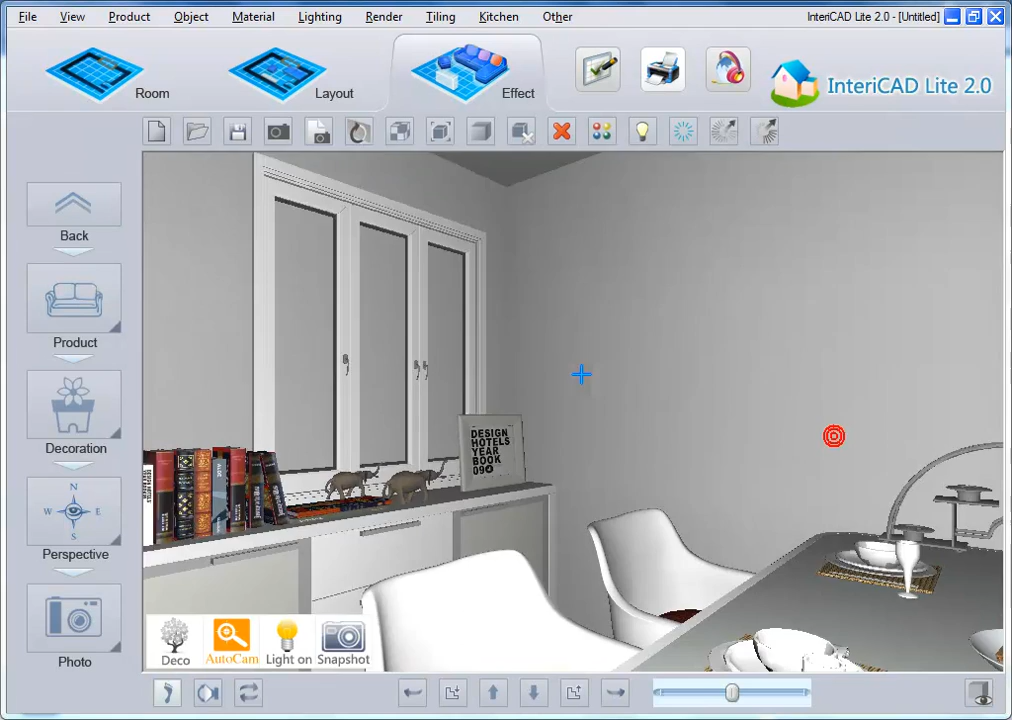 File View Product Object Material Lighting Render Tiling Kitchen Other InteriCAD Lite 2.0 - [Untitled]
Room Layout Effect InteriCAD Lite 2.0
Back
Product
Decoration
N
W E
S
Perspective
Photo
DESIGN
HOTELS
YEAR
BOOK
09
Deco AutoCam Light on Snapshot